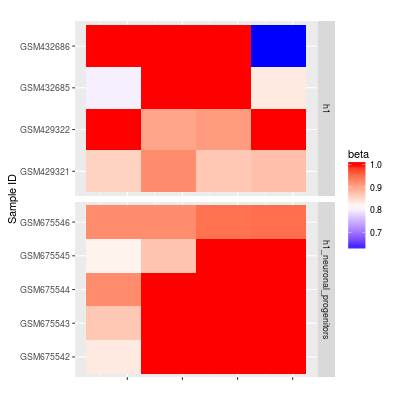 GSM432686
GSM432685
GSM429322
GSM429321
h1
GSM675546
GSM675545
GSM675544
GSM675543
GSM675542
h1_neuronal_progenitors
Sample ID
beta
1.0
0.9
0.8
0.7